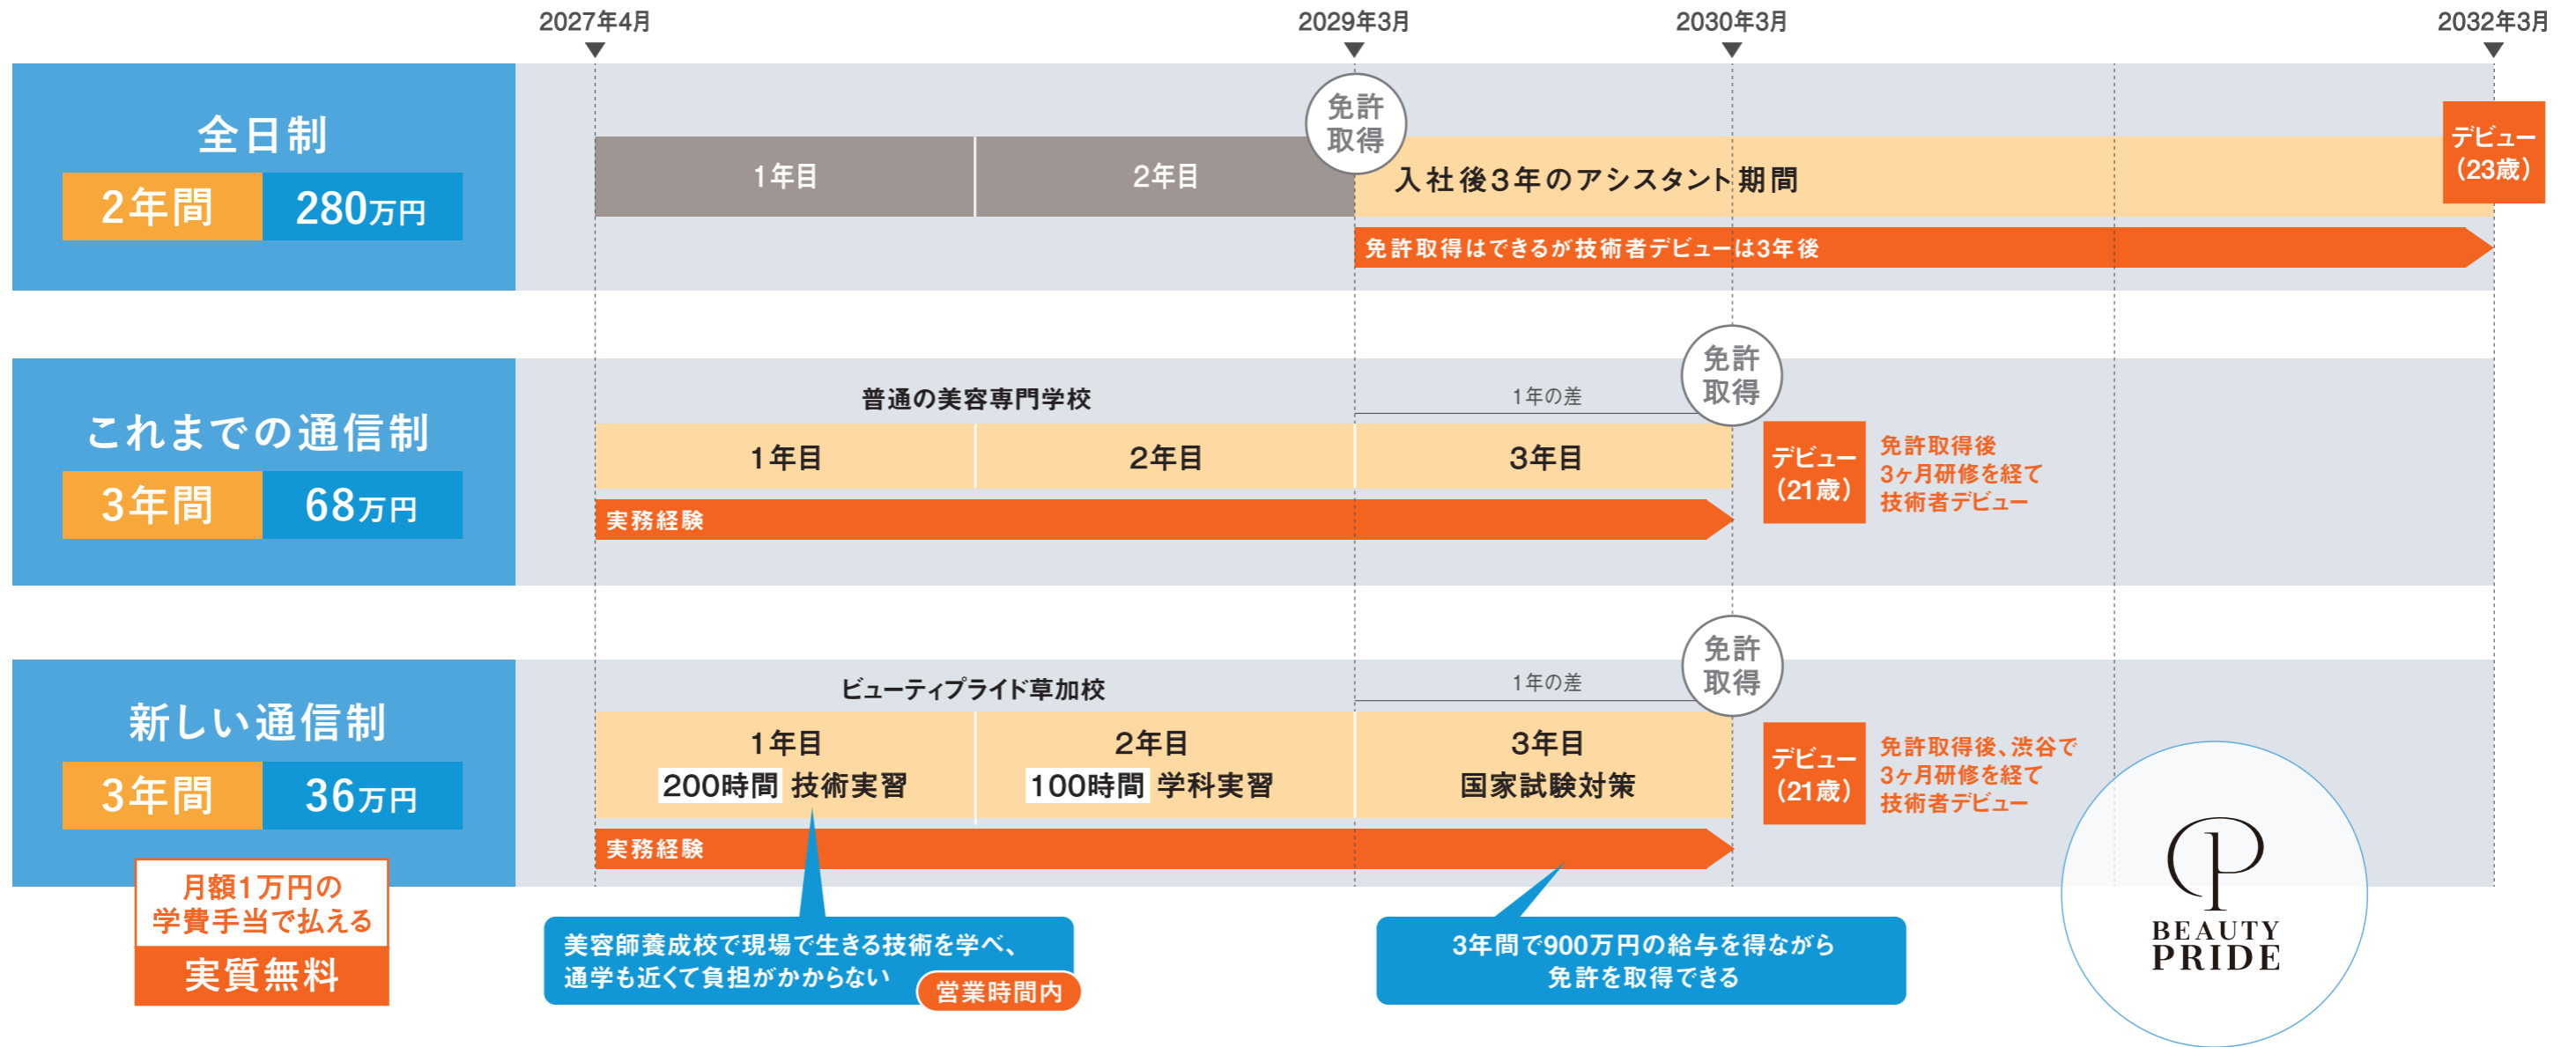 2027年4月
2029年3月
2030年3月
2032年3月
全日制
2年間
280万円
1年目
2年目
免許
取得
入社後3年のアシスタント期間
デビュー
(23歳)
免許取得はできるが技術者デビューは3年後
これまでの通信制
3年間
68万円
普通の美容専門学校
1年の差
免許
取得
1年目
2年目
3年目
実務経験
デビュー
(21歳)
免許取得後
3ヶ月研修を経て
技術者デビュー
新しい通信制
3年間
36万円
月額1万円の
学費手当で払える
実質無料
ビューティプライド草加校
1年の差
免許
取得
1年目
200時間 技術実習
2年目
100時間 学科実習
3年目
国家試験対策
実務経験
デビュー
(21歳)
免許取得後、渋谷で
3ヶ月研修を経て
技術者デビュー
美容師養成校で現場で生きる技術を学べ、
通学も近くて負担がかからない
営業時間内
3年間で900万円の給与を得ながら
免許を取得できる
BEAUTY
PRIDE